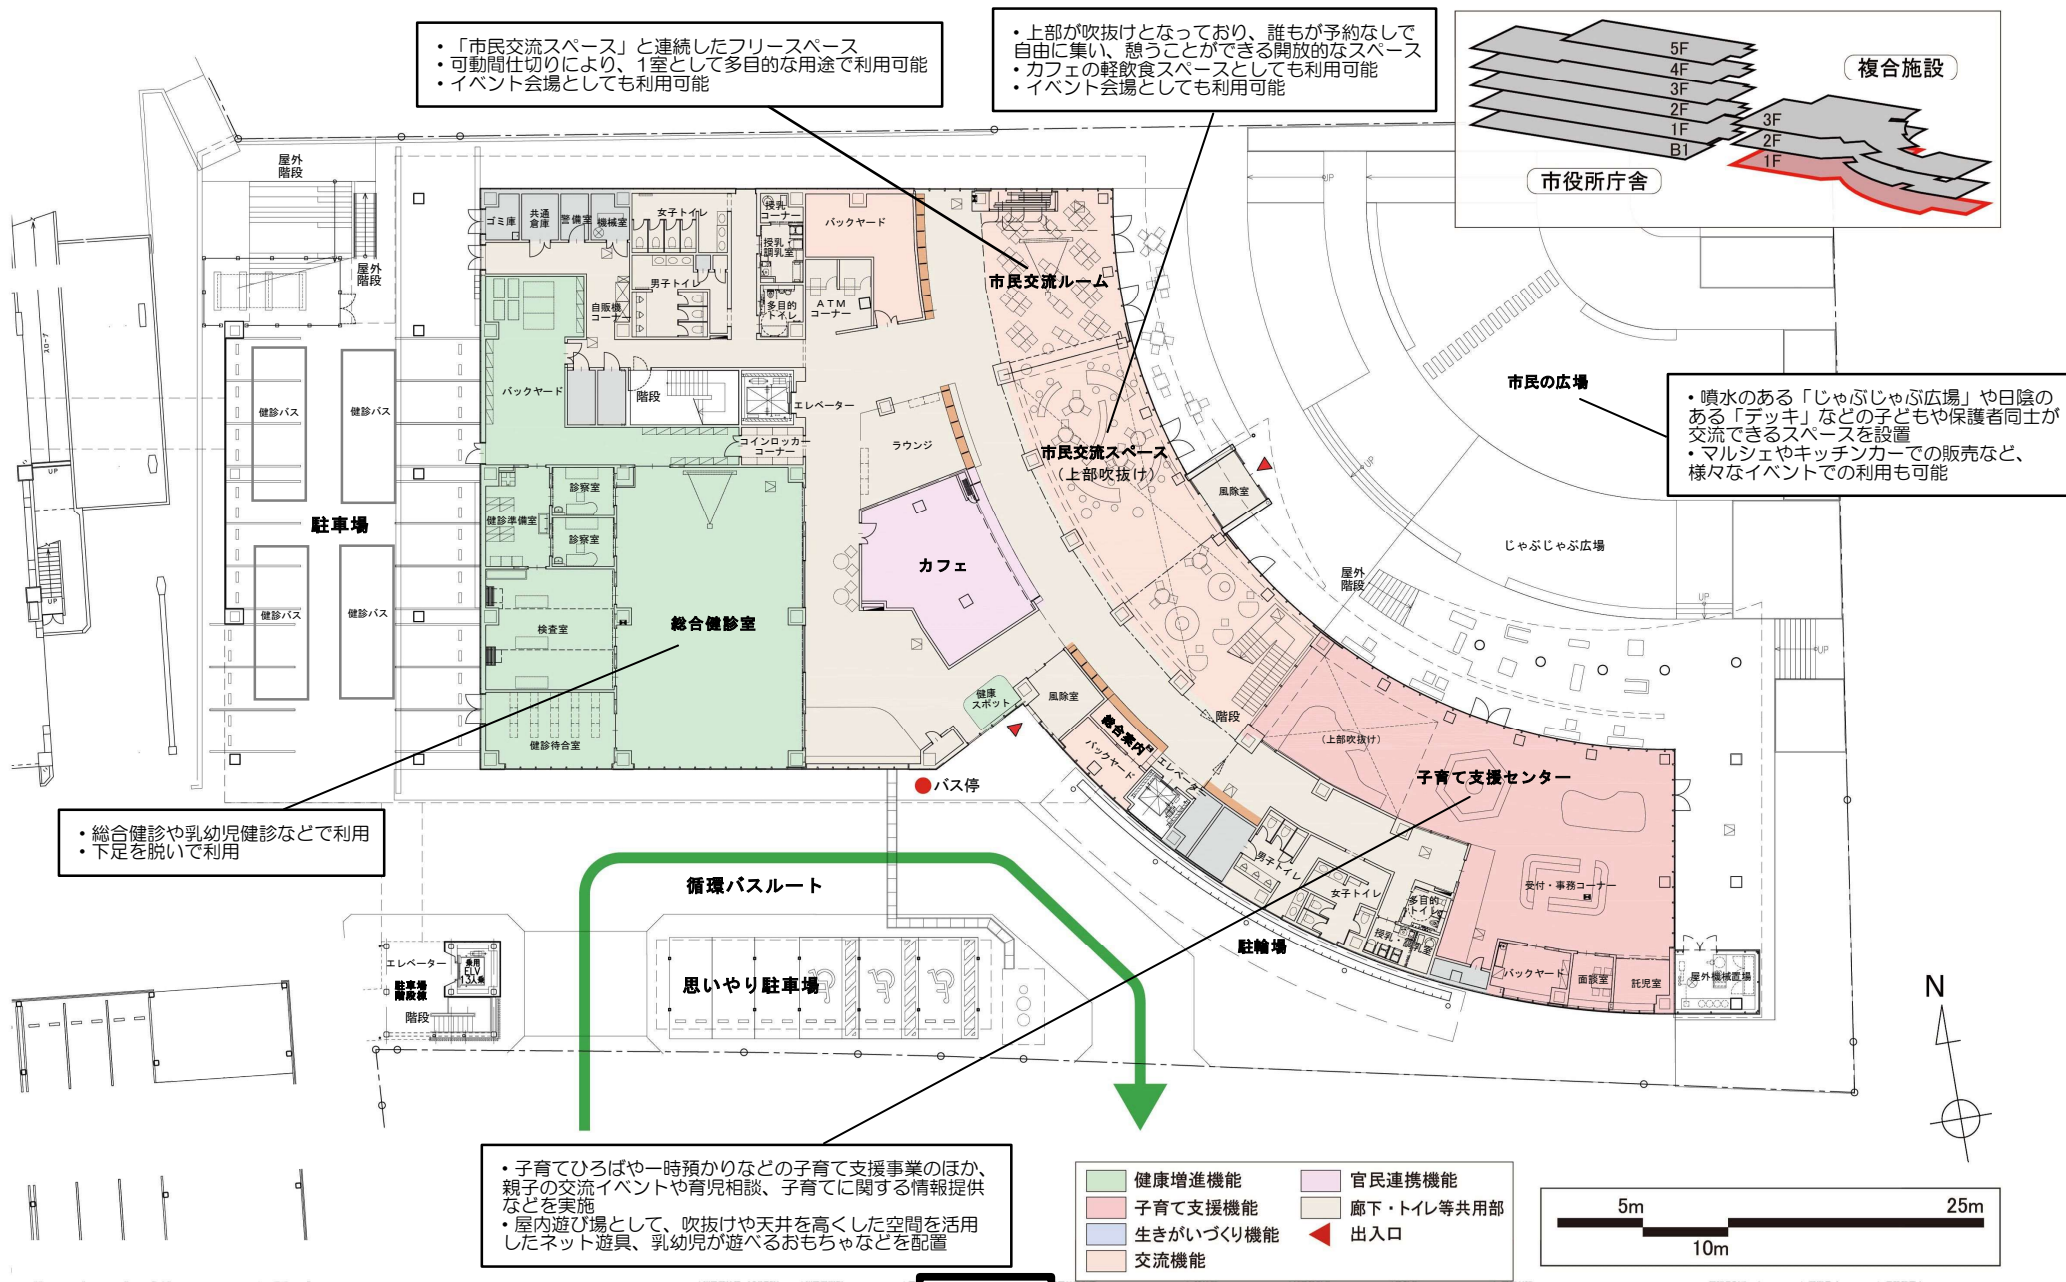 ・「市民交流スペース」と連続したフリースペース
・可動間仕切りにより、1室として多目的な用途で利用可能
・イベント会場としても利用可能
・上部が吹抜けとなっており、誰もが予約なしで
自由に集い、憩うことができる開放的なスペース
・カフェの軽飲食スペースとしても利用可能
・イベント会場としても利用可能
5F
4F
3F
2F
1F
B1
3F
2F
1F
複合施設
市役所庁舎
屋外
階段
屋外
階段
UP
UP
スロープ
UP
UP
ゴミ庫
共通
倉庫
警備室
機械室
女子トイレ
授乳
コーナー
授乳・
調乳室
バックヤード
男子トイレ
自販機
コーナー
多目的
トイレ
ATM
コーナー
市民交流ルーム
バックヤード
階段
エレベーター
コインロッカー
コーナー
ラウンジ
市民交流スペース
(上部吹抜け)
風除室
市民の広場
・噴水のある「じゃぶじゃぶ広場」や日陰の
ある「デッキ」などの子どもや保護者同士が
交流できるスペースを設置
・マルシェやキッチンカーでの販売など、
様々なイベントでの利用も可能
健診バス
健診バス
駐車場
健診バス
健診バス
健診準備室
診察室
診察室
検査室
総合健診室
健診待合室
カフェ
健康
スポット
風除室
総合案内
バックヤード
エレベーター
階段
じゃぶじゃぶ広場
屋外
階段
UP
UP
UP
(上部吹抜け)
子育て支援センター
受付・事務コーナー
男子トイレ
女子トイレ
多目的
トイレ
授乳・調乳室
バックヤード
面談室
託児室
屋外機械置場
駐輪場
バス停
・総合健診や乳幼児健診などで利用
・下足を脱いで利用
循環バスルート
エレベーター
乗用
ELV
13人乗
駐車場
階段棟
階段
思いやり駐車場
N
・子育てひろばや一時預かりなどの子育て支援事業のほか、
親子の交流イベントや育児相談、子育てに関する情報提供
などを実施
・屋内遊び場として、吹抜けや天井を高くした空間を活用
したネット遊具、乳幼児が遊べるおもちゃなどを配置
健康増進機能
子育て支援機能
生きがいづくり機能
交流機能
官民連携機能
廊下・トイレ等共用部
出入口
5m
25m
10m